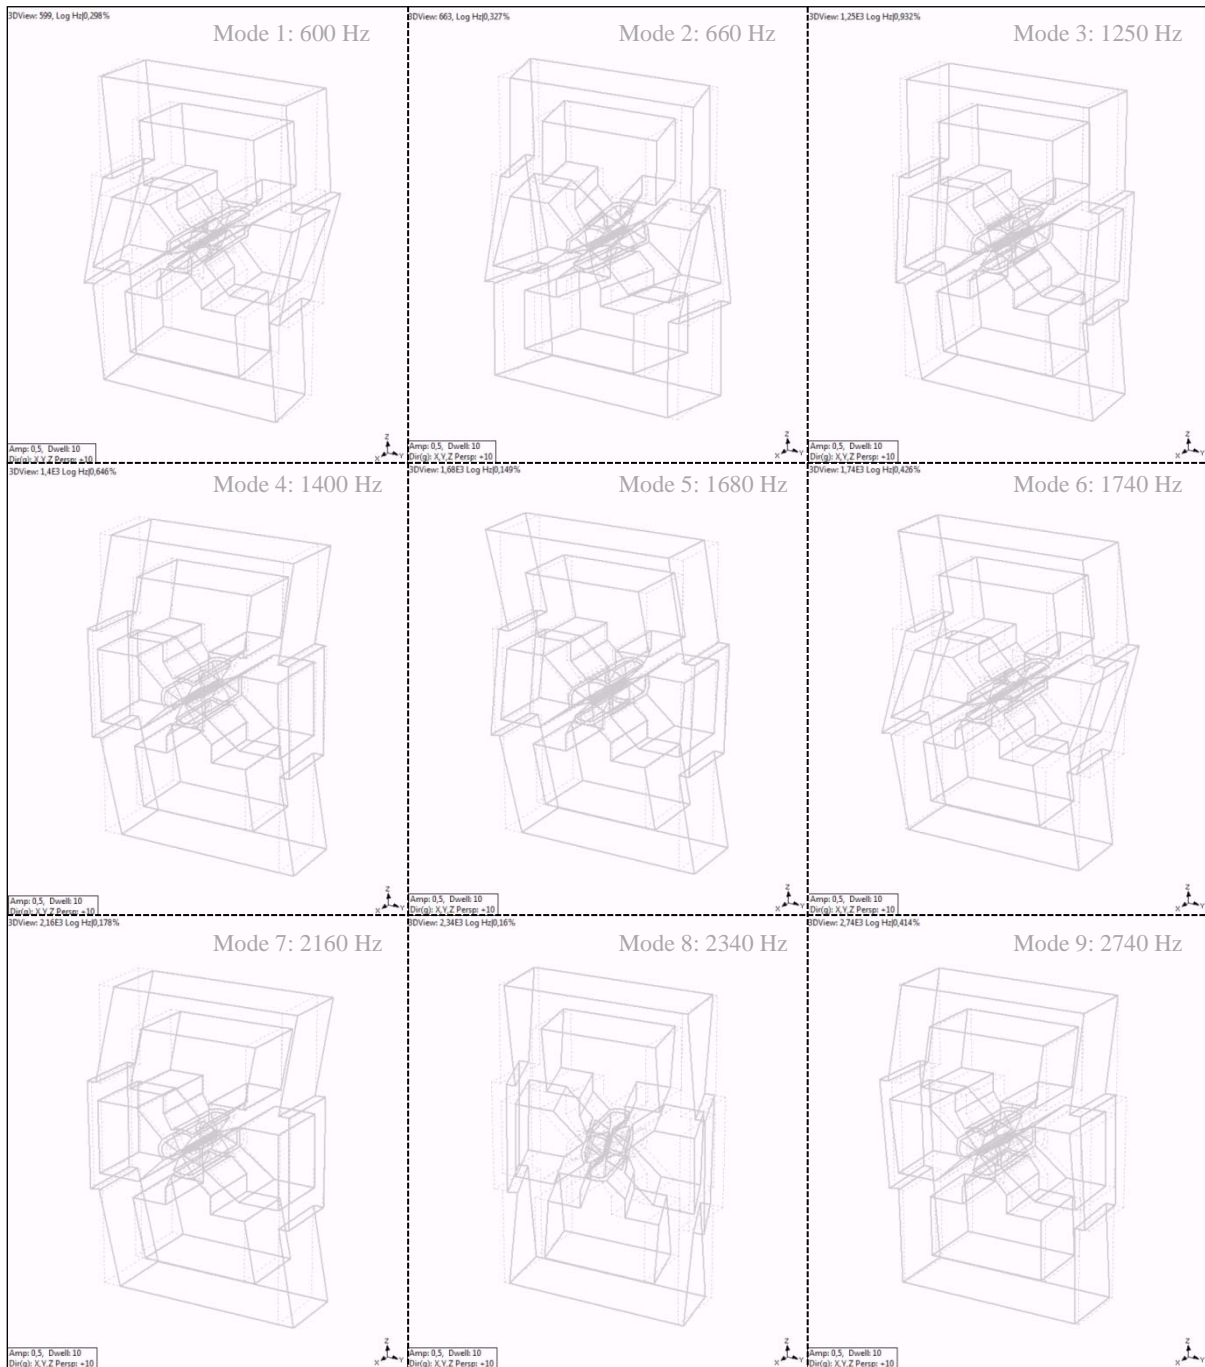 3DView: 599, Log Hz|0,298%
Mode 1: 600 Hz
Amp: 0,5, Dwell: 10
Dir(g): X,Y,Z Persp: +10
Z
X
Y
3DView: 663, Log Hz|0,327%
Mode 2: 660 Hz
Amp: 0,5, Dwell: 10
Dir(g): X,Y,Z Persp: +10
Z
X
Y
3DView: 1,25E3 Log Hz|0,932%
Mode 3: 1250 Hz
Amp: 0,5, Dwell: 10
Dir(g): X,Y,Z Persp: +10
Z
X
Y
3DView: 1,4E3 Log Hz|0,646%
Mode 4: 1400 Hz
Amp: 0,5, Dwell: 10
Dir(g): X,Y,Z Persp: +10
Z
X
Y
3DView: 1,68E3 Log Hz|0,149%
Mode 5: 1680 Hz
Amp: 0,5, Dwell: 10
Dir(g): X,Y,Z Persp: +10
Z
X
Y
3DView: 1,74E3 Log Hz|0,426%
Mode 6: 1740 Hz
Amp: 0,5, Dwell: 10
Dir(g): X,Y,Z Persp: +10
Z
X
Y
3DView: 2,16E3 Log Hz|0,178%
Mode 7: 2160 Hz
Amp: 0,5, Dwell: 10
Dir(g): X,Y,Z Persp: +10
Z
X
Y
3DView: 2,34E3 Log Hz|0,16%
Mode 8: 2340 Hz
Amp: 0,5, Dwell: 10
Dir(g): X,Y,Z Persp: +10
Z
X
Y
3DView: 2,74E3 Log Hz|0,414%
Mode 9: 2740 Hz
Amp: 0,5, Dwell: 10
Dir(g): X,Y,Z Persp: +10
Z
X
Y